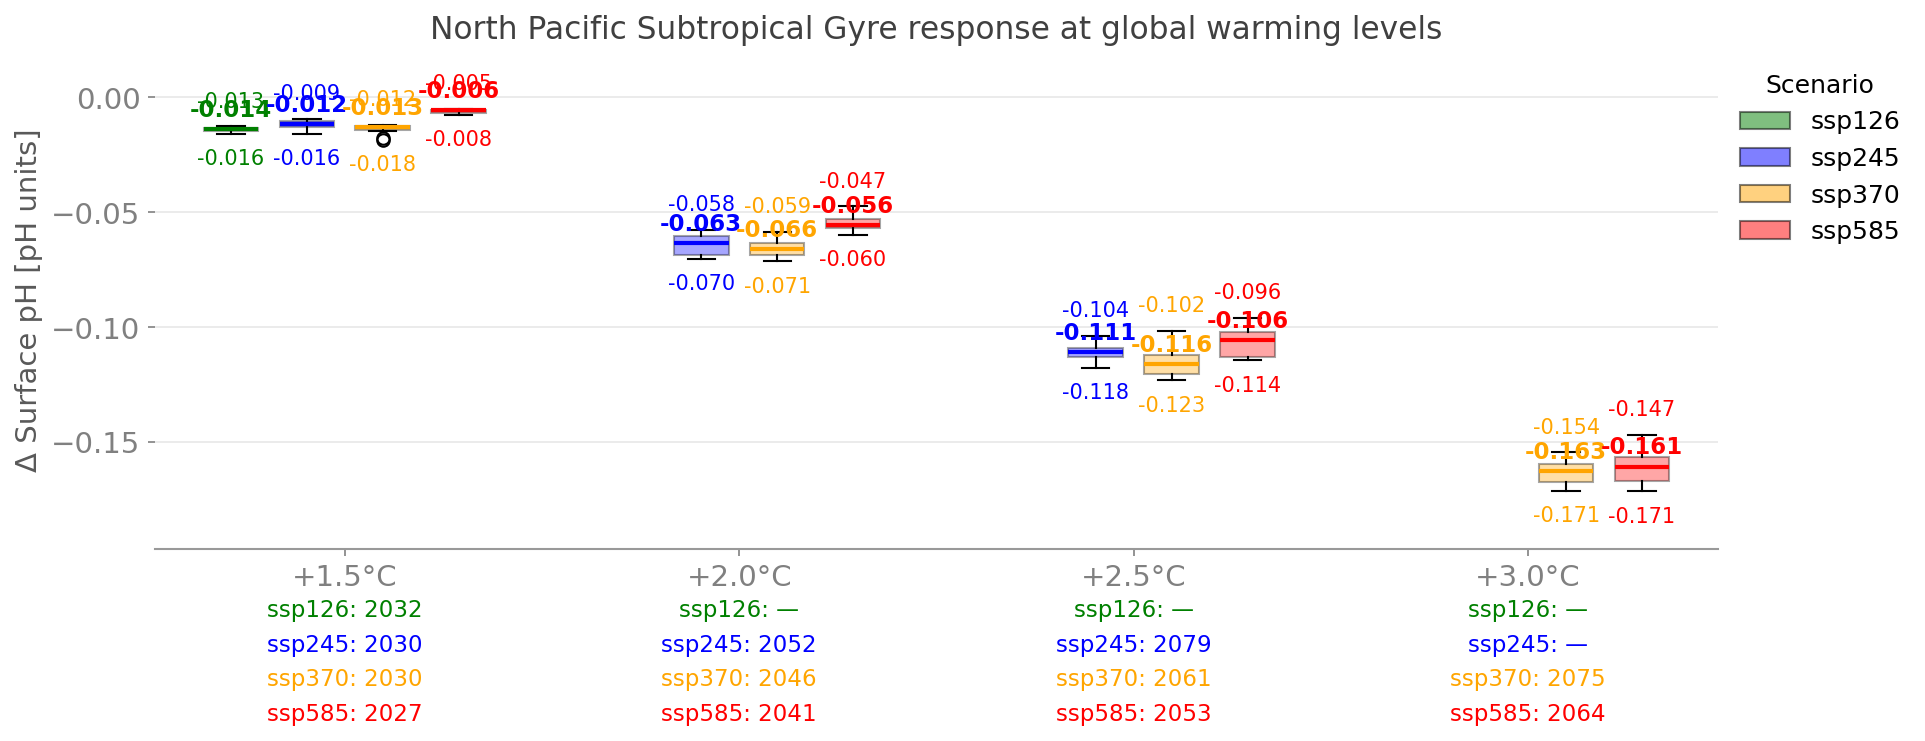 North Pacific Subtropical Gyre response at global warming levels
Δ Surface pH [pH units]
0.00
−0.05
−0.10
−0.15
-0.013
-0.014
-0.016
-0.009
-0.012
-0.016
-0.012
-0.013
-0.018
-0.005
-0.006
-0.008
-0.058
-0.063
-0.070
-0.059
-0.066
-0.071
-0.047
-0.056
-0.060
-0.104
-0.111
-0.118
-0.102
-0.116
-0.123
-0.096
-0.106
-0.114
-0.154
-0.163
-0.171
-0.147
-0.161
-0.171
Scenario
ssp126
ssp245
ssp370
ssp585
+1.5°C
ssp126: 2032
ssp245: 2030
ssp370: 2030
ssp585: 2027
+2.0°C
ssp126: —
ssp245: 2052
ssp370: 2046
ssp585: 2041
+2.5°C
ssp126: —
ssp245: 2079
ssp370: 2061
ssp585: 2053
+3.0°C
ssp126: —
ssp245: —
ssp370: 2075
ssp585: 2064